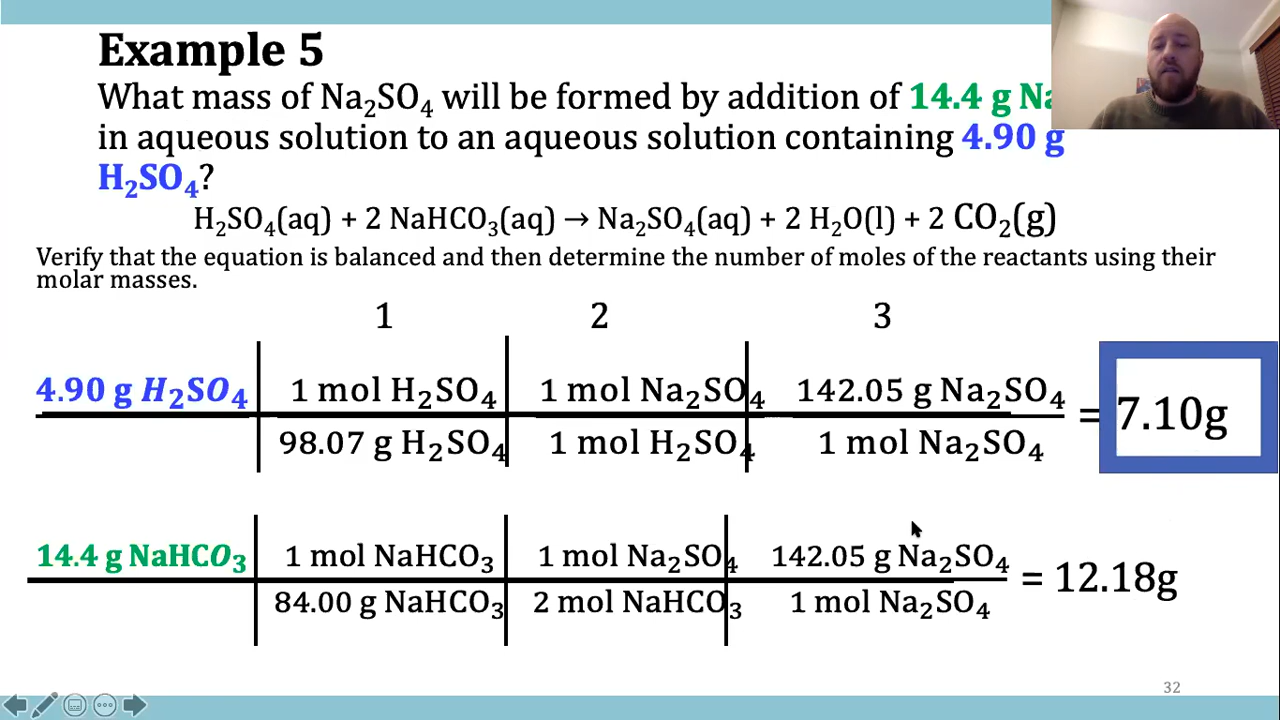 Example 5
What mass of Na₂SO₄ will be formed by addition of 14.4 g
in aqueous solution to an aqueous solution containing 4.90 g
H₂SO₄?
H₂SO₄(aq) + 2 NaHCO₃(aq) → Na₂SO₄(aq) + 2 H₂O(l) + 2 CO₂(g)
Verify that the equation is balanced and then determine the number of moles of the reactants using their
molar masses.
1 2 3
4.90 g H₂SO₄ 1 mol H₂SO₄ 1 mol Na₂SO₄ 142.05 g Na₂SO₄ = 7.10g
98.07 g H₂SO₄ 1 mol H₂SO₄ 1 mol Na₂SO₄
14.4 g NaHCO₃ 1 mol NaHCO₃ 1 mol Na₂SO₄ 142.05 g Na₂SO₄ = 12.18g
84.00 g NaHCO₃ 2 mol NaHCO₃ 1 mol Na₂SO₄
32